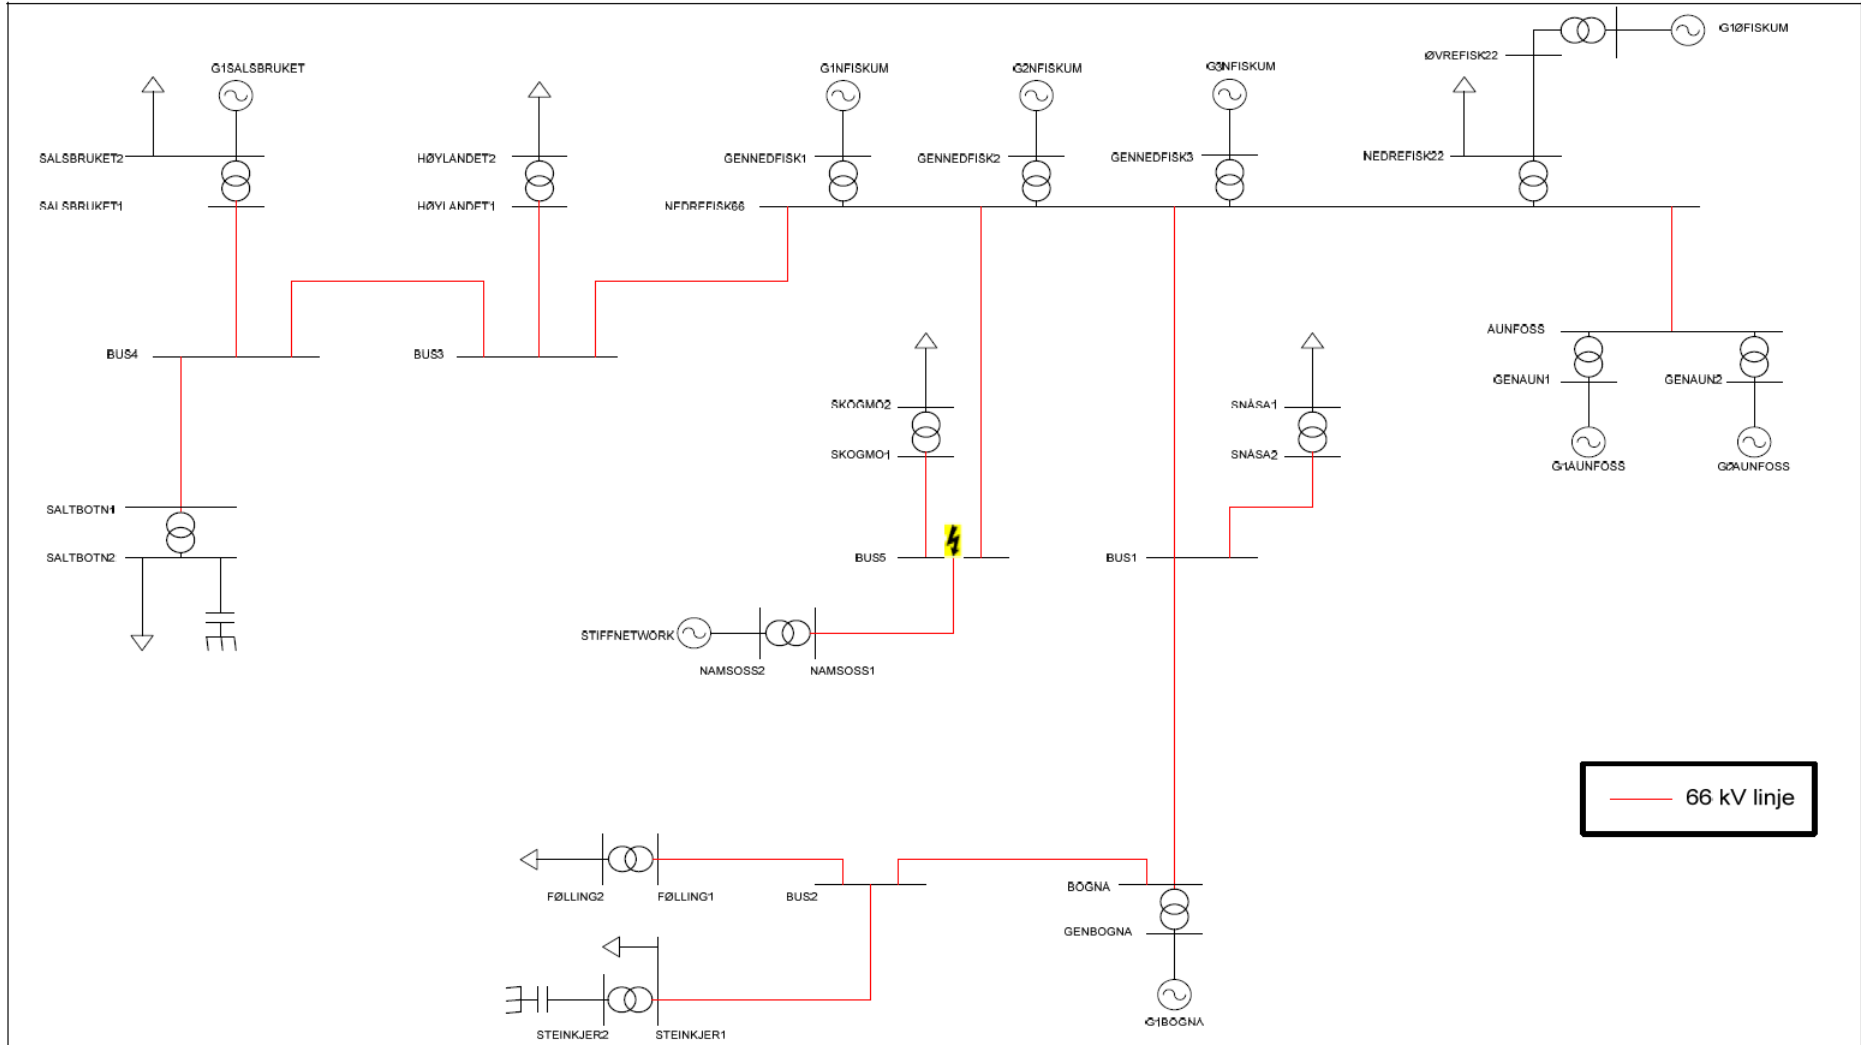 G1ØFISKUM
ØVREFISK22
G1SALSBRUKET
G1NFISKUM
G2NFISKUM
G3NFISKUM
SALSBRUKET2
HØYLANDET2
GENNEDFISK1
GENNEDFISK2
GENNEDFISK3
NEDREFISK22
SALSBRUKET1
HØYLANDET1
NEDREFISK66
AUNFOSS
BUS4
BUS3
GENAUN1
GENAUN2
SKOGMO2
SNÅSA1
SKOGMO1
SNÅSA2
G1AUNFOSS
G2AUNFOSS
SALTBOTN1
SALTBOTN2
BUS5
BUS1
STIFFNETWORK
NAMSOSS2
NAMSOSS1
66 kV linje
BOGNA
FØLLING2
FØLLING1
BUS2
GENBOGNA
G1BOGNA
STEINKJER2
STEINKJER1